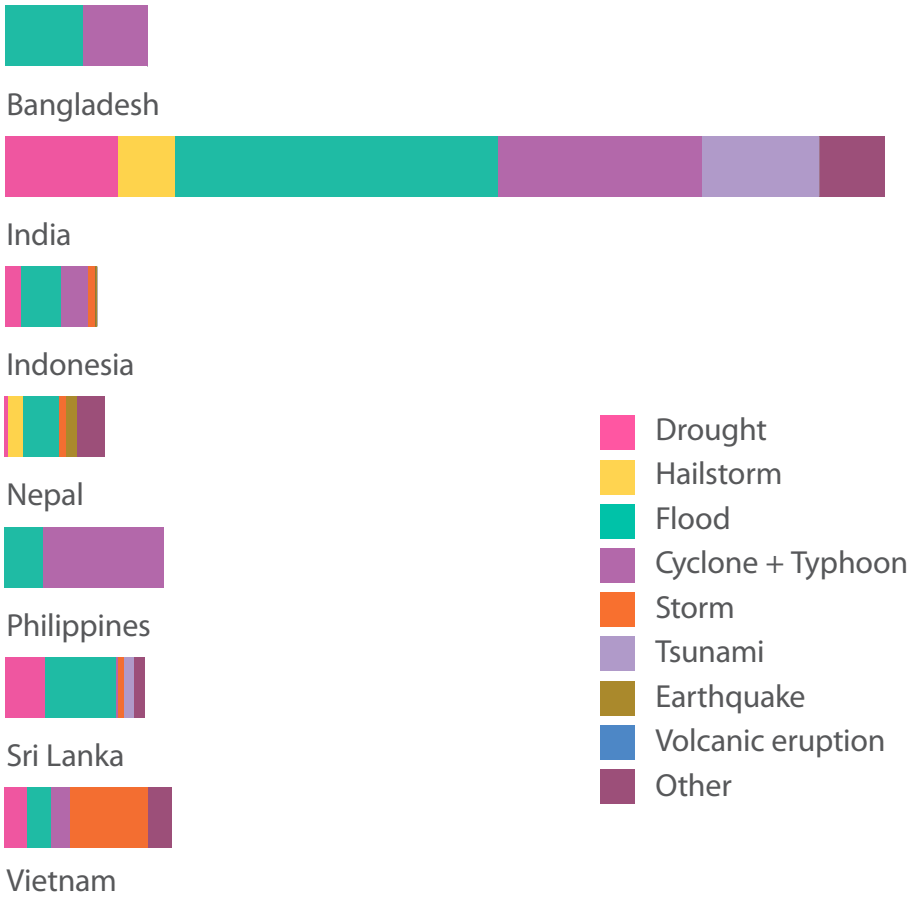 Bangladesh
India
Indonesia
Nepal
Philippines
Sri Lanka
Vietnam
Drought
Hailstorm
Flood
Cyclone + Typhoon
Storm
Tsunami
Earthquake
Volcanic eruption
Other